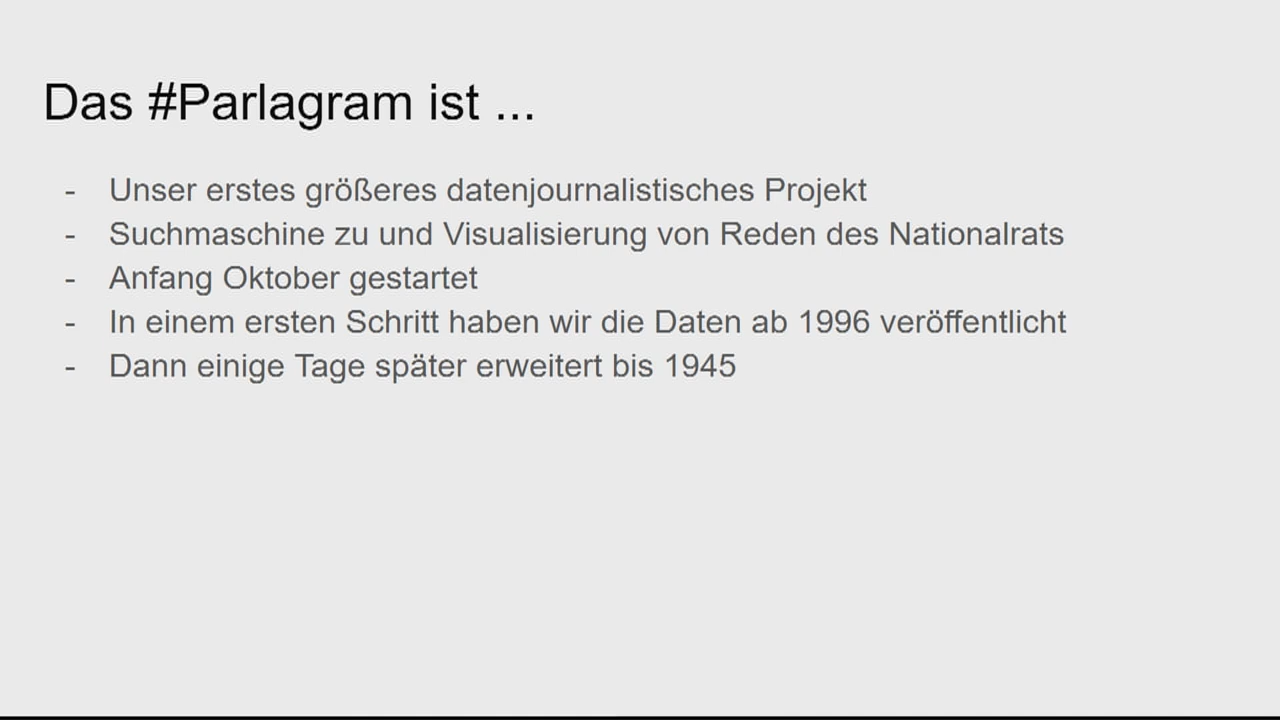 Das #Parlagram ist ...
- Unser erstes größeres datenjournalistisches Projekt
- Suchmaschine zu und Visualisierung von Reden des Nationalrats
- Anfang Oktober gestartet
- In einem ersten Schritt haben wir die Daten ab 1996 veröffentlicht
- Dann einige Tage später erweitert bis 1945